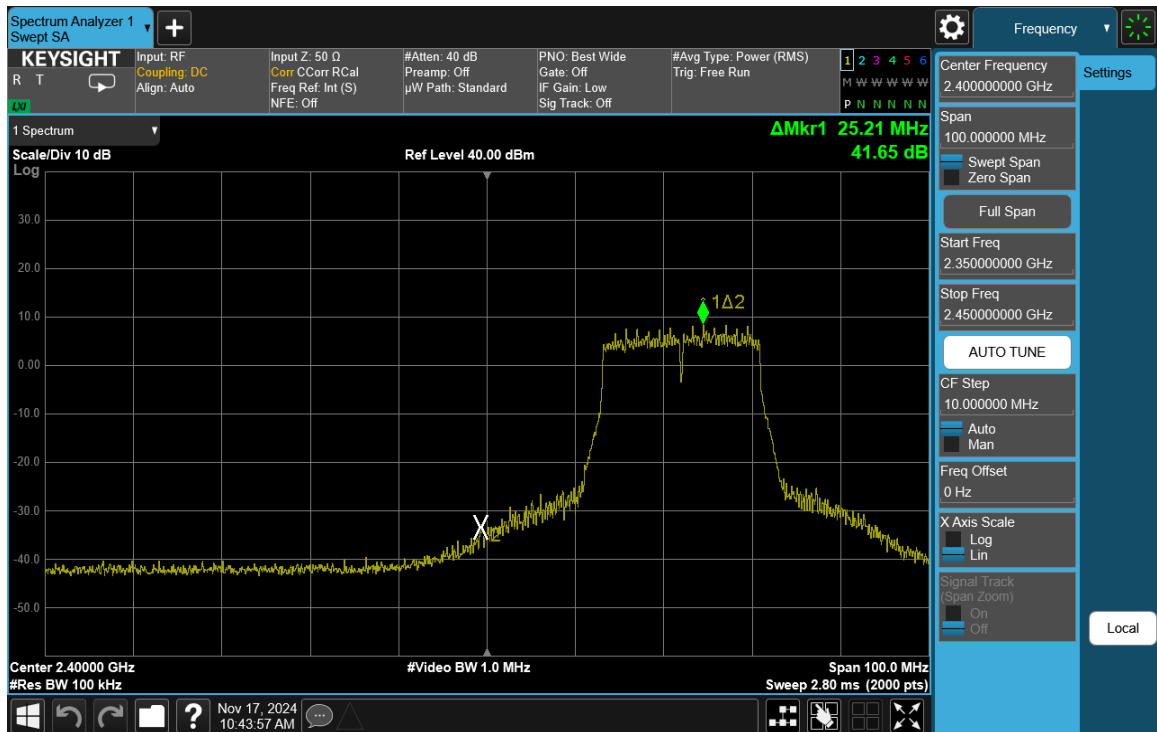 Spectrum Analyzer 1
Swept SA
Frequency
KEYSIGHT
R T
LXI
Input: RF
Coupling: DC
Align: Auto
Input Z: 50 Ω
Corr CCorr RCal
Freq Ref: Int (S)
NFE: Off
#Atten: 40 dB
Preamp: Off
µW Path: Standard
PNO: Best Wide
Gate: Off
IF Gain: Low
Sig Track: Off
#Avg Type: Power (RMS)
Trig: Free Run
1 2 3 4 5 6
M W W W W W
P N N N N N
1 Spectrum
Scale/Div 10 dB
Log
Ref Level 40.00 dBm
ΔMkr1 25.21 MHz
41.65 dB
30.0
20.0
10.0
0.00
-10.0
-20.0
-30.0
-40.0
-50.0
1Δ2
X2
Center 2.40000 GHz
#Res BW 100 kHz
#Video BW 1.0 MHz
Span 100.0 MHz
Sweep 2.80 ms (2000 pts)
Nov 17, 2024
10:43:57 AM
Center Frequency
2.400000000 GHz
Span
100.000000 MHz
Swept Span
Zero Span
Full Span
Start Freq
2.350000000 GHz
Stop Freq
2.450000000 GHz
AUTO TUNE
CF Step
10.000000 MHz
Auto
Man
Freq Offset
0 Hz
X Axis Scale
Log
Lin
Signal Track
(Span Zoom)
On
Off
Settings
Local